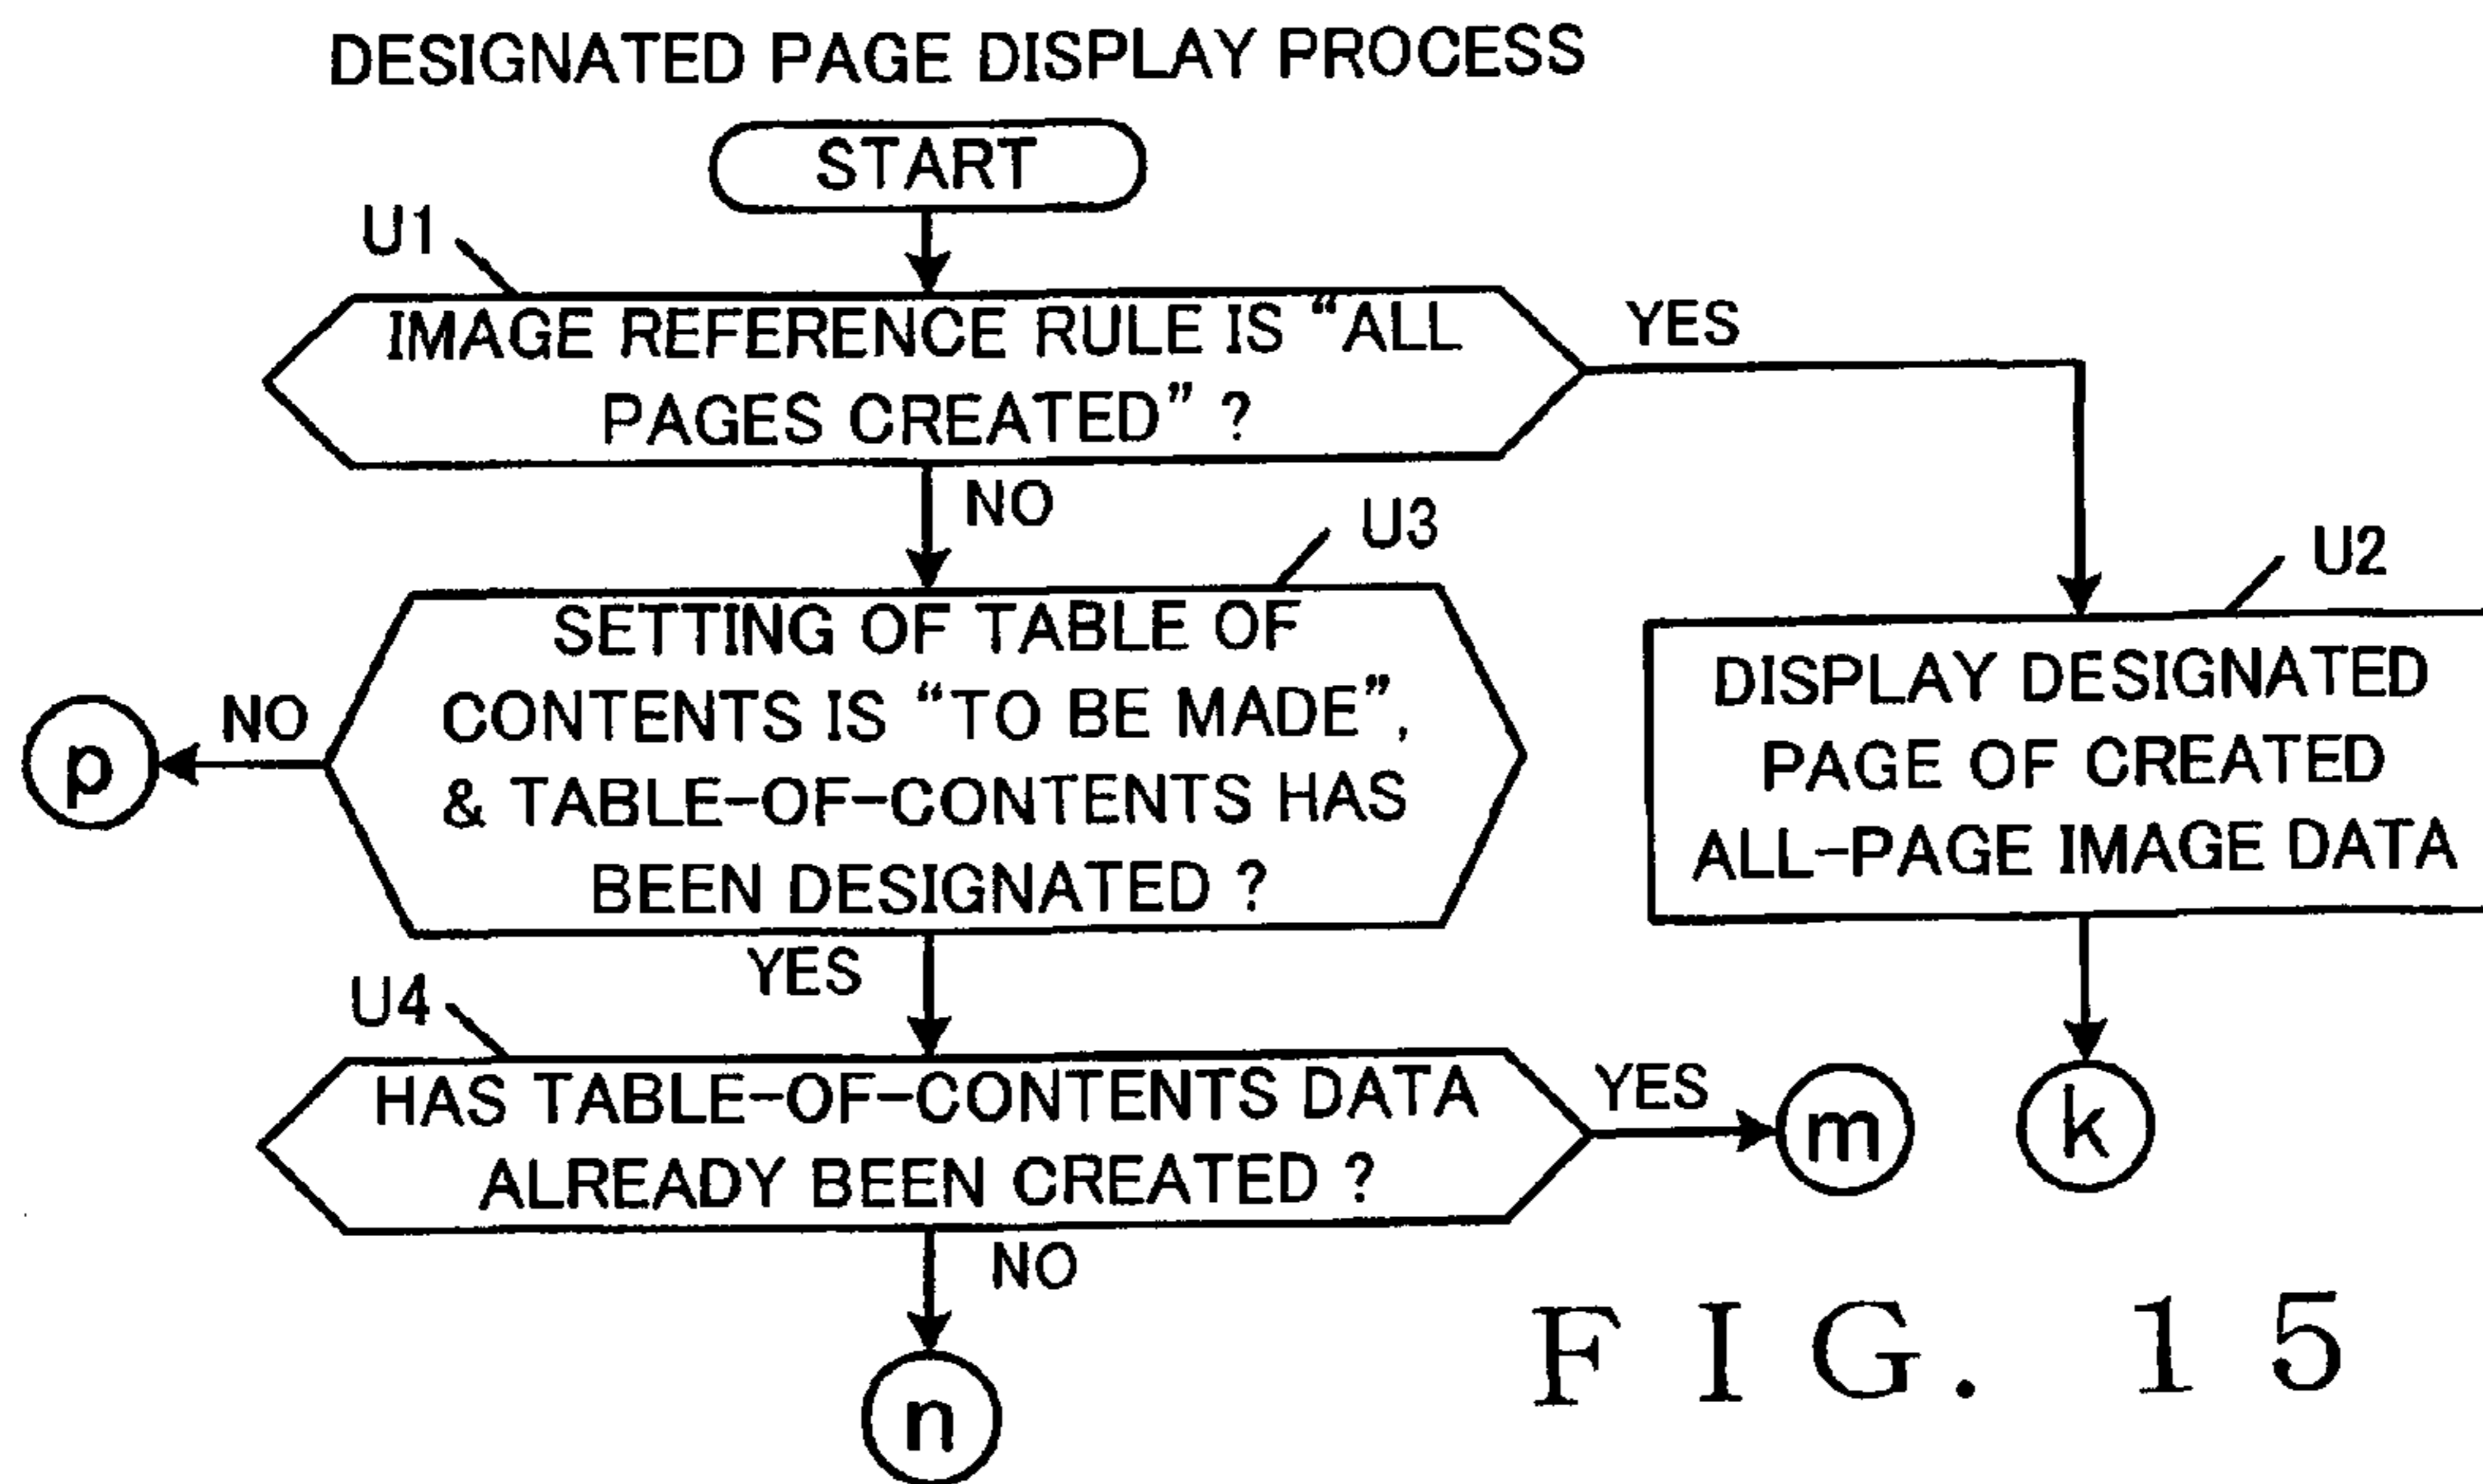 DESIGNATED PAGE DISPLAY PROCESS
START
U1
IMAGE REFERENCE RULE IS “ALL
PAGES CREATED” ?
YES
NO
U3
U2
SETTING OF TABLE OF
CONTENTS IS “TO BE MADE”,
& TABLE-OF-CONTENTS HAS
BEEN DESIGNATED ?
NO
p
DISPLAY DESIGNATED
PAGE OF CREATED
ALL-PAGE IMAGE DATA
YES
U4
HAS TABLE-OF-CONTENTS DATA
ALREADY BEEN CREATED ?
YES
m
k
NO
n
FIG. 15